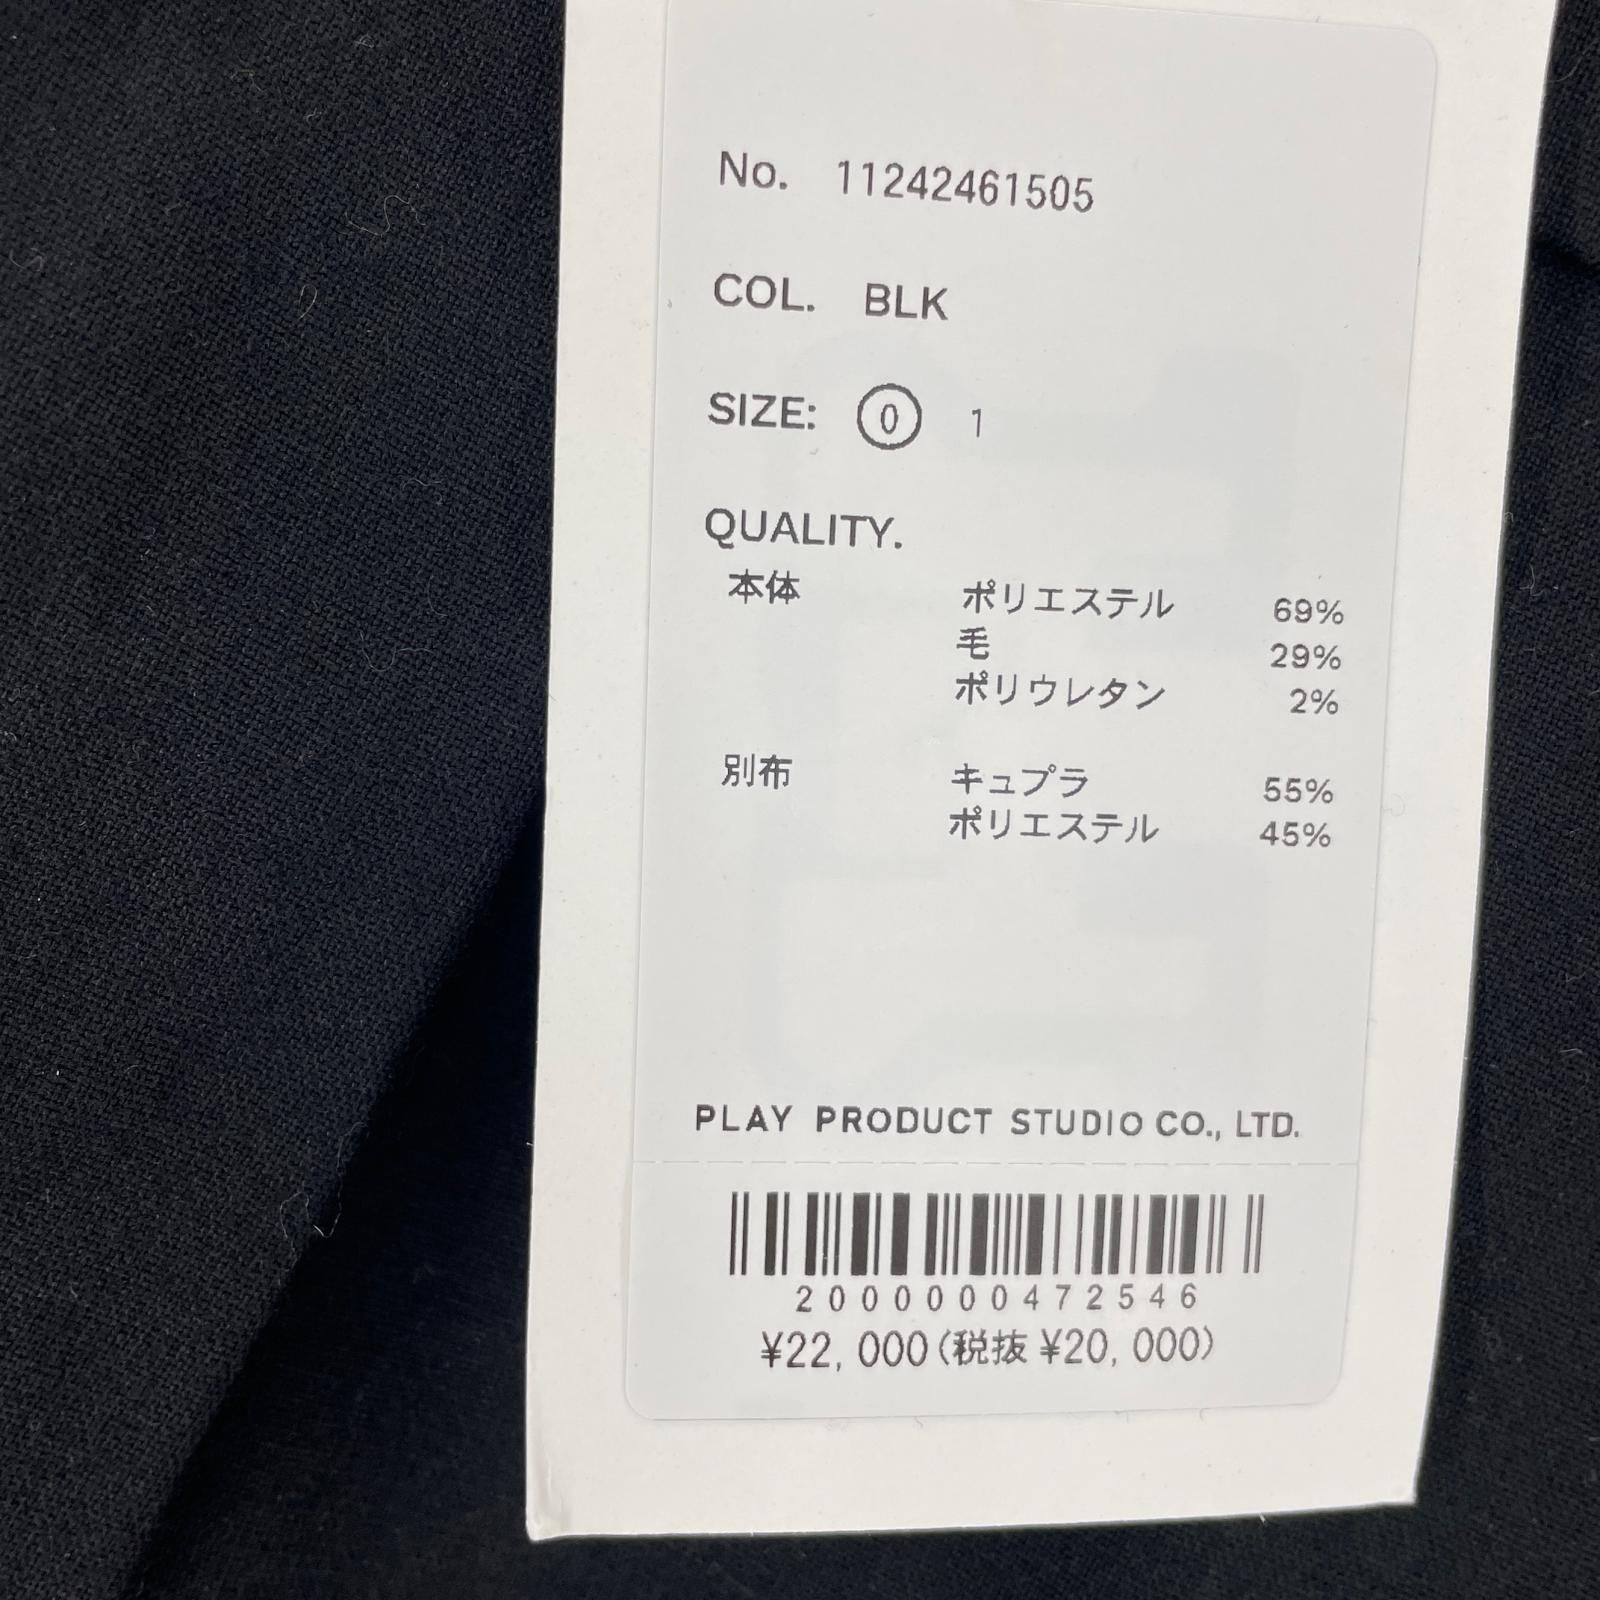 No. 11242461505
COL. BLK
SIZE: 0 1
QUALITY.
本体 ポリエステル 69%
毛 29%
ポリウレタン 2%
別布 キュプラ 55%
ポリエステル 45%
PLAY PRODUCT STUDIO CO., LTD.
2000000472546
¥22,000(税抜 ¥20,000)